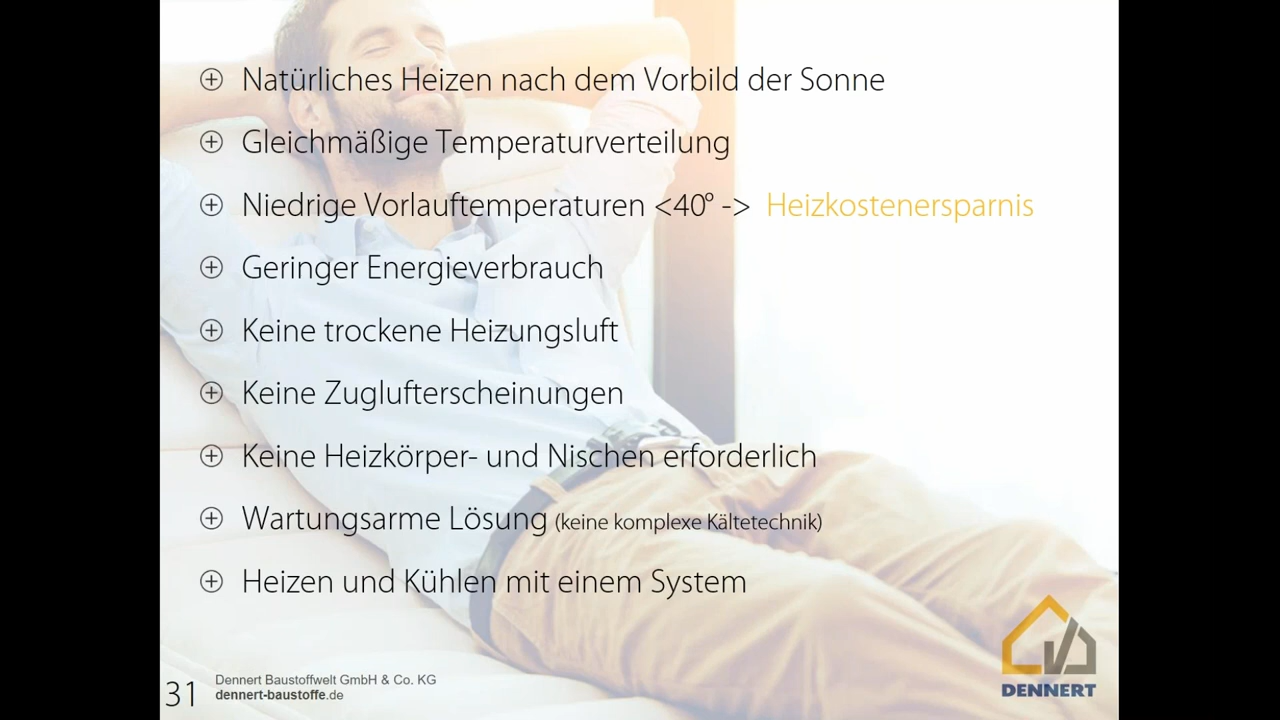 Natürliches Heizen nach dem Vorbild der Sonne
Gleichmäßige Temperaturverteilung
Niedrige Vorlauftemperaturen <40° -> Heizkostenersparnis
Geringer Energieverbrauch
Keine trockene Heizungsluft
Keine Zuglufterscheinungen
Keine Heizkörper- und Nischen erforderlich
Wartungsarme Lösung (keine komplexe Kältetechnik)
Heizen und Kühlen mit einem System
31
Dennert Baustoffwelt GmbH & Co. KG
dennert-baustoffe.de
DENNERT